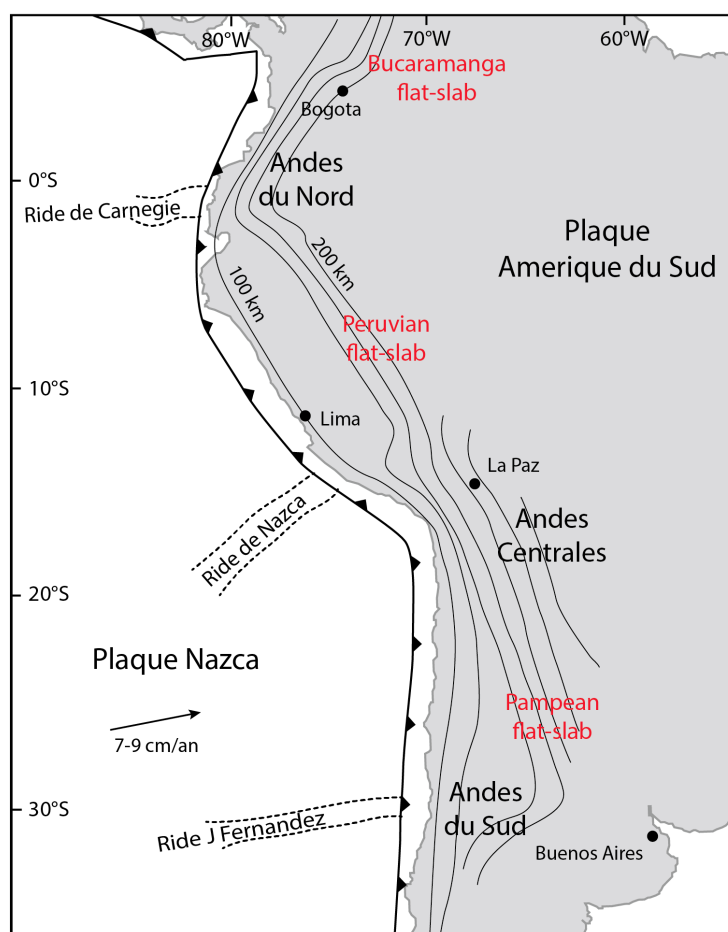 80°W
70°W
60°W
Bucaramanga
flat-slab
Bogota
Andes
du Nord
0°S
Ride de Carnegie
Plaque
Amerique du Sud
200 km
100 km
Peruvian
flat-slab
10°S
Lima
La Paz
Ride de Nazca
Andes
Centrales
20°S
Plaque Nazca
7-9 cm/an
Pampean
flat-slab
30°S
Andes
du Sud
Ride J Fernandez
Buenos Aires